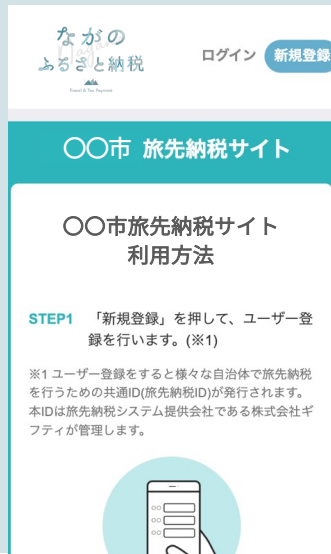 ながの
ふるさと納税
Travel & Tax Payment
ログイン 新規登録
〇〇市 旅先納税サイト
〇〇市旅先納税サイト
利用方法
STEP1 「新規登録」を押して、ユーザー登
録を行います。(※1)
※1 ユーザー登録をすると様々な自治体で旅先納税
を行うための共通ID(旅先納税ID)が発行されます。
本IDは旅先納税システム提供会社である株式会社ギ
フティが管理します。